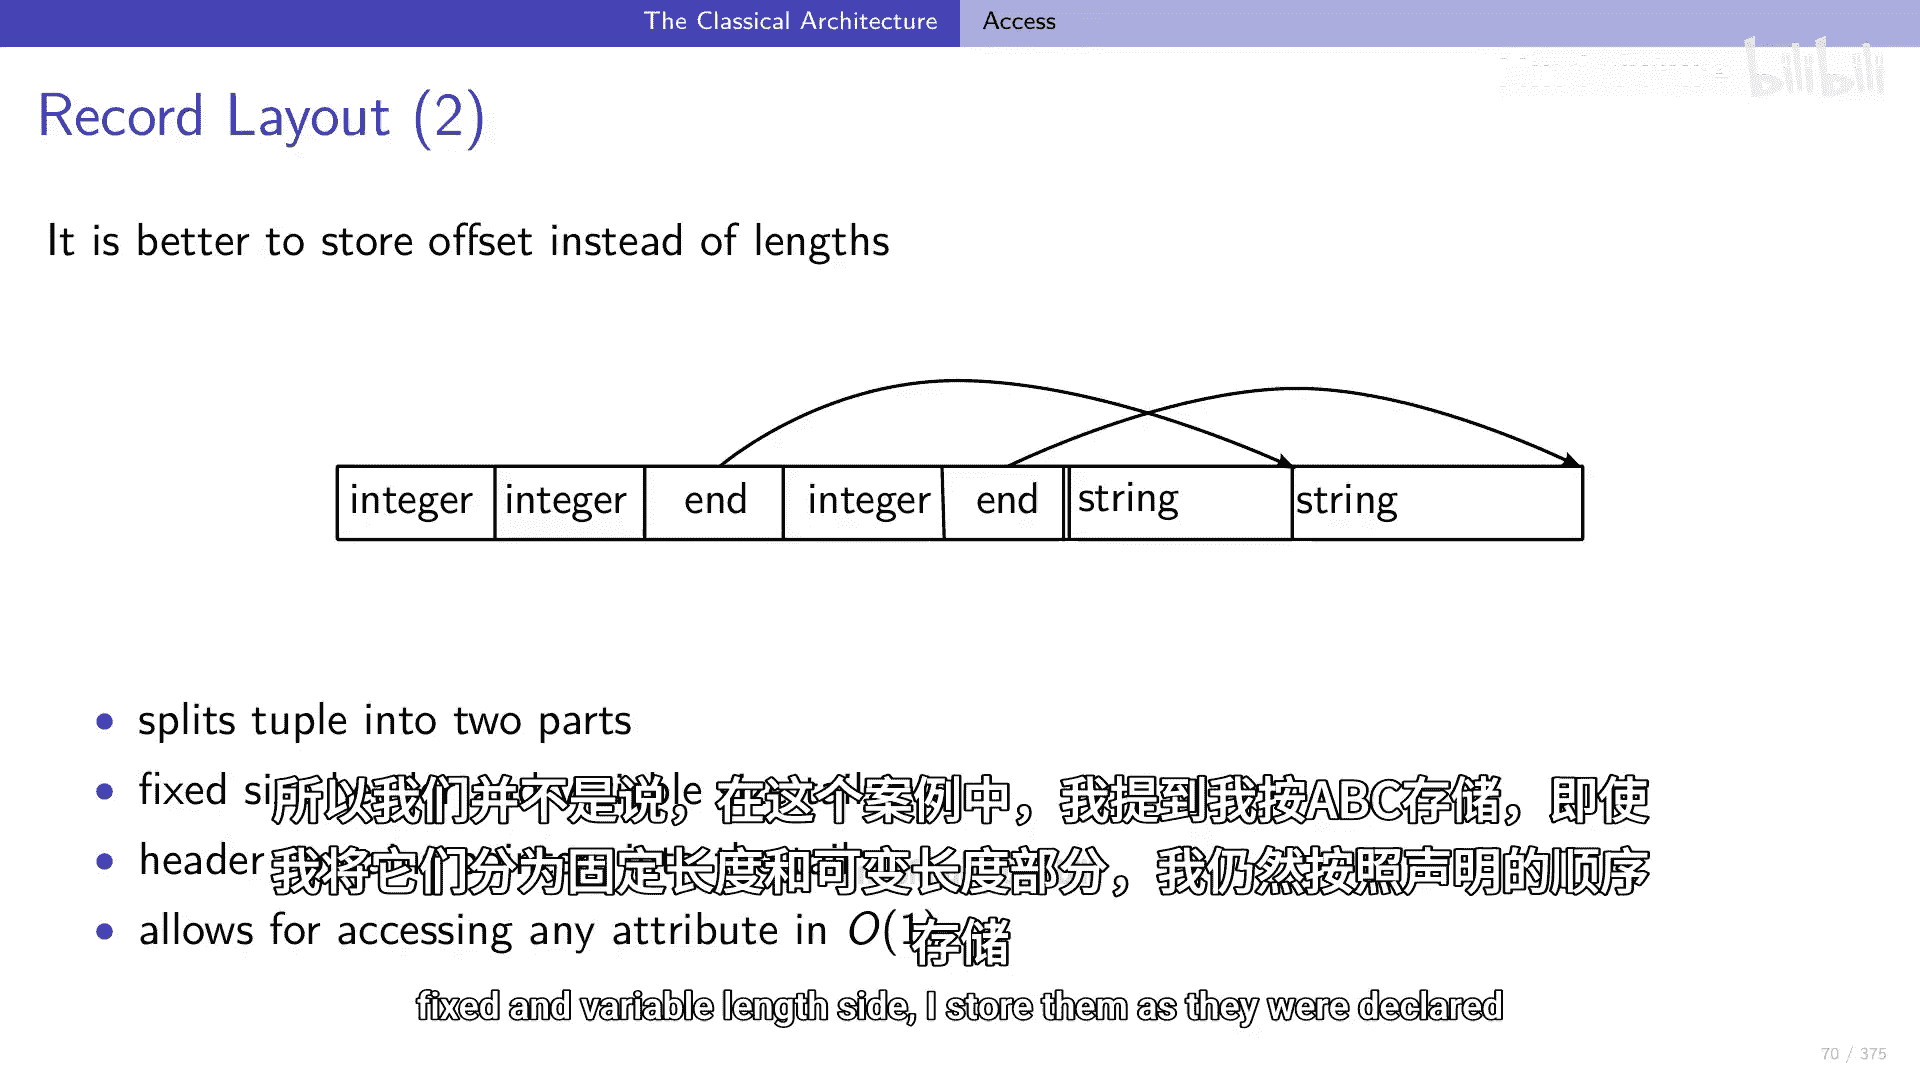 The Classical Architecture Access
bilibili
Record Layout (2)
It is better to store offset instead of lengths
integer integer end integer end string string
splits tuple into two parts
fixed
所以我们并不是说，在这个案例中，我提到我按ABC存储，即使
header
我将它们分为固定长度和可变长度部分，我仍然按照声明的顺序
allows for accessing any attribute in O(1)
存储
fixed and variable length side, I store them as they were declared
70 / 375